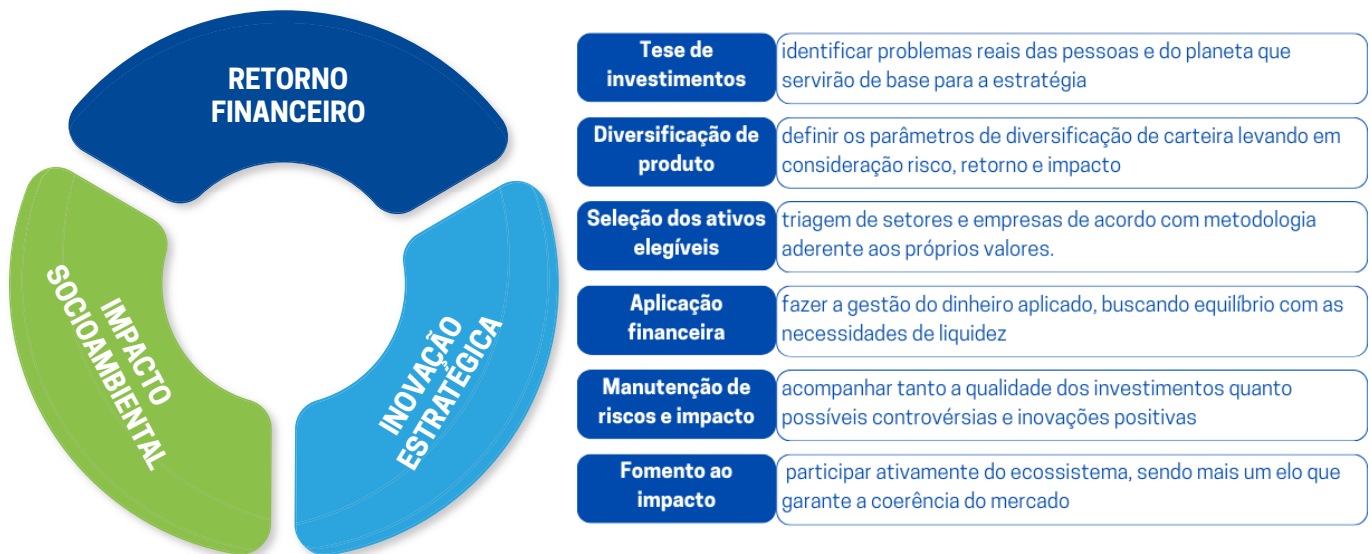 RETORNO
FINANCEIRO
IMPACTO
SOCIOAMBIENTAL
INOVAÇÃO
ESTRATÉGICA
Tese de
investimentos
identificar problemas reais das pessoas e do planeta que
servirão de base para a estratégia
Diversificação de
produto
definir os parâmetros de diversificação de carteira levando em
consideração risco, retorno e impacto
Seleção dos ativos
elegíveis
triagem de setores e empresas de acordo com metodologia
aderente aos próprios valores.
Aplicação
financeira
fazer a gestão do dinheiro aplicado, buscando equilíbrio com as
necessidades de liquidez
Manutenção de
riscos e impacto
acompanhar tanto a qualidade dos investimentos quanto
possíveis controvérsias e inovações positivas
Fomento ao
impacto
participar ativamente do ecossistema, sendo mais um elo que
garante a coerência do mercado